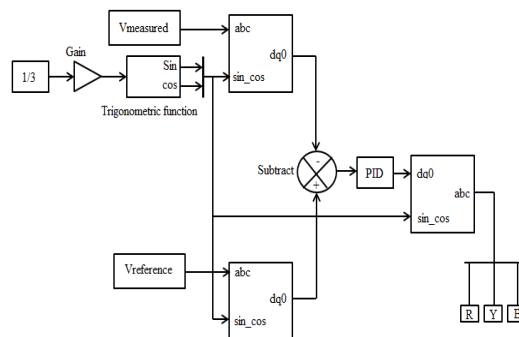 Vmeasured
abc
dq0
sin_cos
Gain
1/3
Sin
cos
Trigonometric function
Subtract
-
+
PID
dq0
abc
sin_cos
Vreference
abc
dq0
sin_cos
R
Y
B